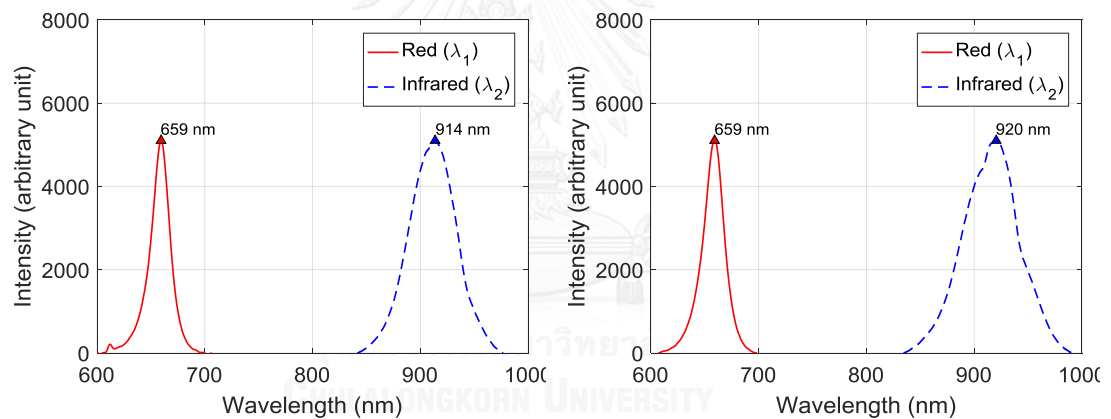 8000
6000
4000
2000
0
600
700
800
900
1000
Intensity (arbitrary unit)
Wavelength (nm)
Red (λ1)
Infrared (λ2)
659 nm
914 nm
8000
6000
4000
2000
0
600
700
800
900
1000
Intensity (arbitrary unit)
Wavelength (nm)
Red (λ1)
Infrared (λ2)
659 nm
920 nm
CHULALONGKORN UNIVERSITY